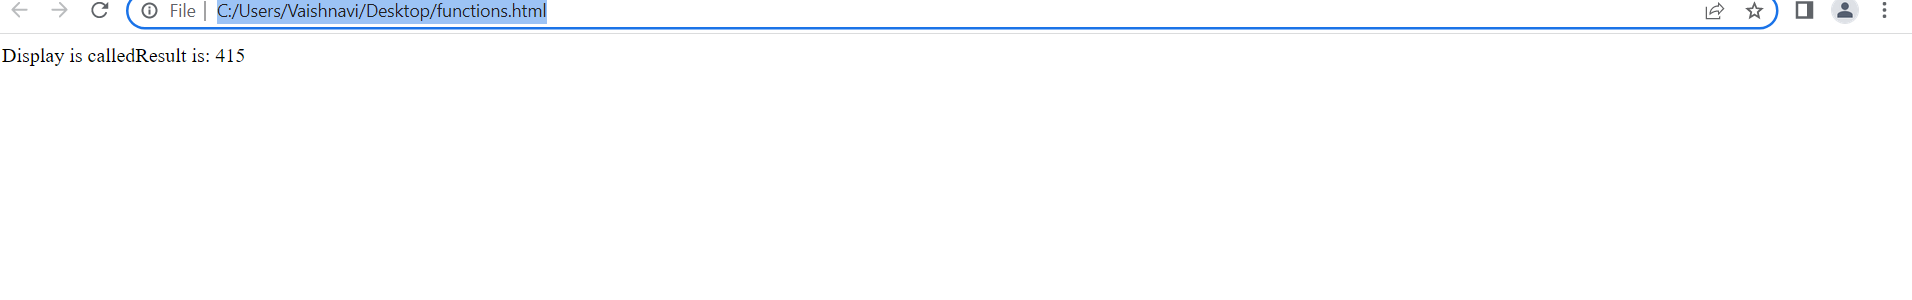 File | C:/Users/Vaishnavi/Desktop/functions.html
Display is calledResult is: 415